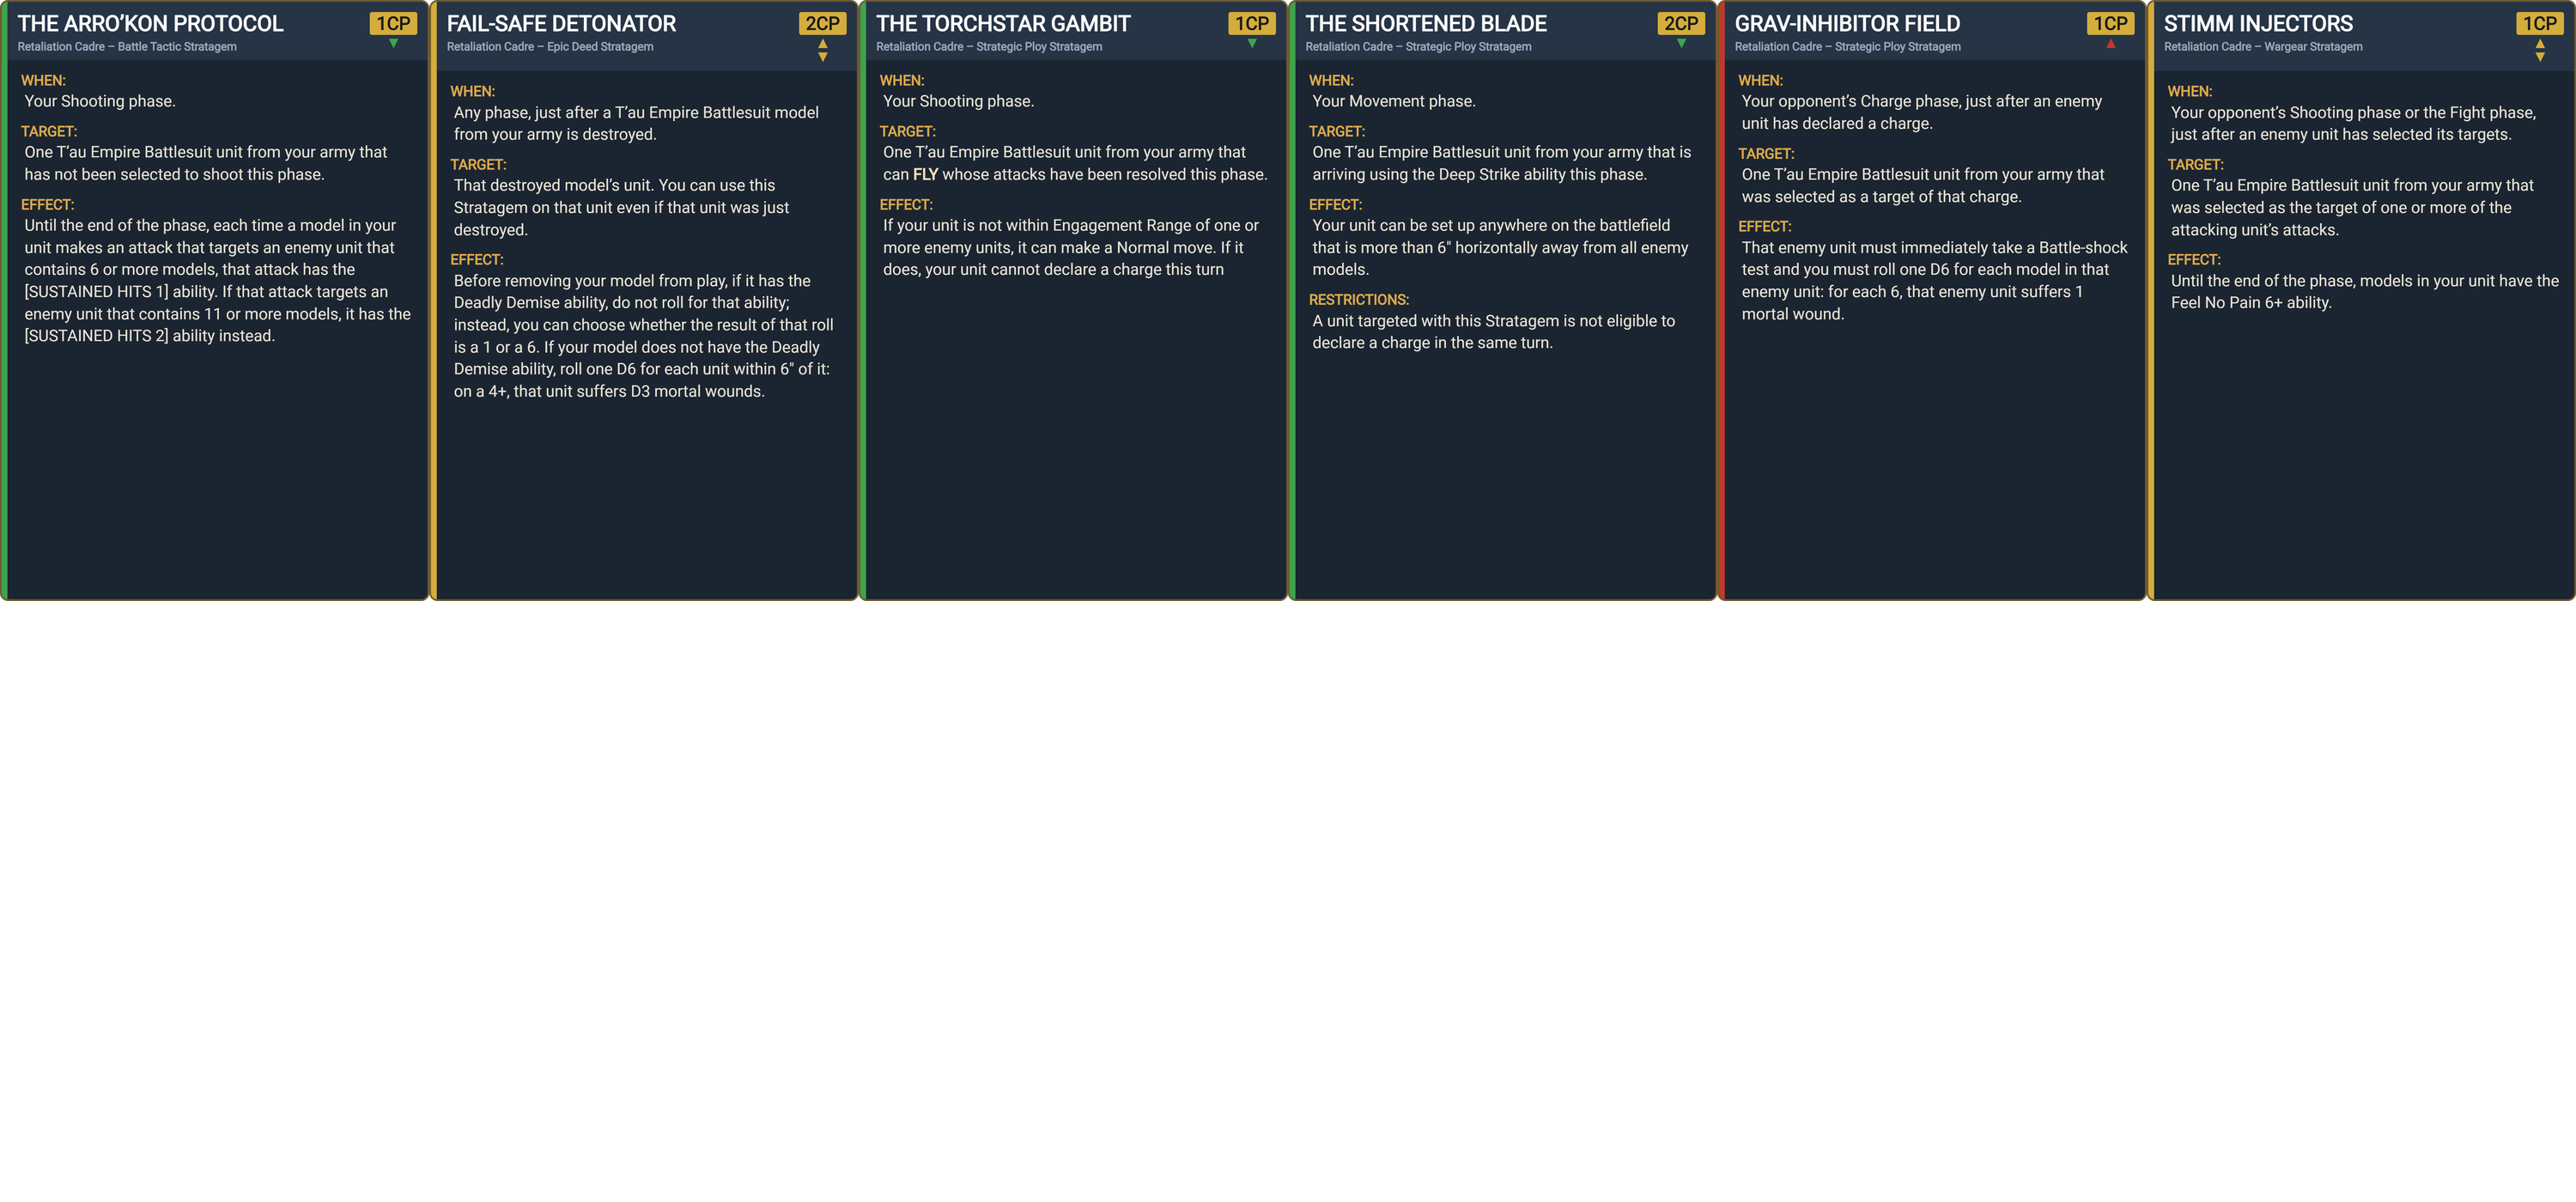 THE ARRO’KON PROTOCOL
1CP
Retaliation Cadre – Battle Tactic Stratagem
WHEN:
Your Shooting phase.
TARGET:
One T’au Empire Battlesuit unit from your army that
has not been selected to shoot this phase.
EFFECT:
Until the end of the phase, each time a model in your
unit makes an attack that targets an enemy unit that
contains 6 or more models, that attack has the
[SUSTAINED HITS 1] ability. If that attack targets an
enemy unit that contains 11 or more models, it has the
[SUSTAINED HITS 2] ability instead.
FAIL-SAFE DETONATOR
2CP
Retaliation Cadre – Epic Deed Stratagem
WHEN:
Any phase, just after a T’au Empire Battlesuit model
from your army is destroyed.
TARGET:
That destroyed model’s unit. You can use this
Stratagem on that unit even if that unit was just
destroyed.
EFFECT:
Before removing your model from play, if it has the
Deadly Demise ability, do not roll for that ability;
instead, you can choose whether the result of that roll
is a 1 or a 6. If your model does not have the Deadly
Demise ability, roll one D6 for each unit within 6" of it:
on a 4+, that unit suffers D3 mortal wounds.
THE TORCHSTAR GAMBIT
1CP
Retaliation Cadre – Strategic Ploy Stratagem
WHEN:
Your Shooting phase.
TARGET:
One T’au Empire Battlesuit unit from your army that
can FLY whose attacks have been resolved this phase.
EFFECT:
If your unit is not within Engagement Range of one or
more enemy units, it can make a Normal move. If it
does, your unit cannot declare a charge this turn
THE SHORTENED BLADE
2CP
Retaliation Cadre – Strategic Ploy Stratagem
WHEN:
Your Movement phase.
TARGET:
One T’au Empire Battlesuit unit from your army that is
arriving using the Deep Strike ability this phase.
EFFECT:
Your unit can be set up anywhere on the battlefield
that is more than 6" horizontally away from all enemy
models.
RESTRICTIONS:
A unit targeted with this Stratagem is not eligible to
declare a charge in the same turn.
GRAV-INHIBITOR FIELD
1CP
Retaliation Cadre – Strategic Ploy Stratagem
WHEN:
Your opponent’s Charge phase, just after an enemy
unit has declared a charge.
TARGET:
One T’au Empire Battlesuit unit from your army that
was selected as a target of that charge.
EFFECT:
That enemy unit must immediately take a Battle-shock
test and you must roll one D6 for each model in that
enemy unit: for each 6, that enemy unit suffers 1
mortal wound.
STIMM INJECTORS
1CP
Retaliation Cadre – Wargear Stratagem
WHEN:
Your opponent’s Shooting phase or the Fight phase,
just after an enemy unit has selected its targets.
TARGET:
One T’au Empire Battlesuit unit from your army that
was selected as the target of one or more of the
attacking unit’s attacks.
EFFECT:
Until the end of the phase, models in your unit have the
Feel No Pain 6+ ability.